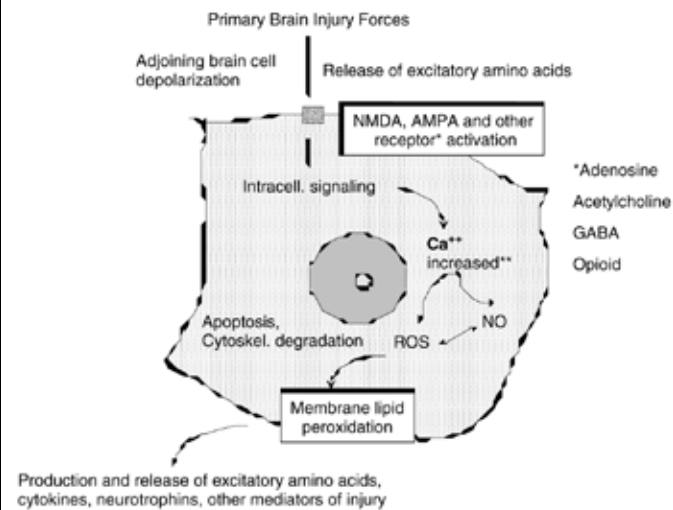 Primary Brain Injury Forces
Adjoining brain cell
depolarization
Release of excitatory amino acids
NMDA, AMPA and other
receptor* activation
*Adenosine
Acetylcholine
GABA
Opioid
Intracell. signaling
Ca⁺⁺
increased**
Apoptosis,
Cytoskel. degradation
ROS
NO
Membrane lipid
peroxidation
Production and release of excitatory amino acids,
cytokines, neurotrophins, other mediators of injury